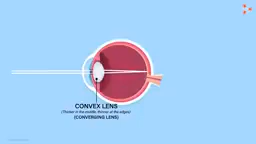 CONVEX LENS
(Thicker in the middle, thinner at the edges)
(CONVERGING LENS)